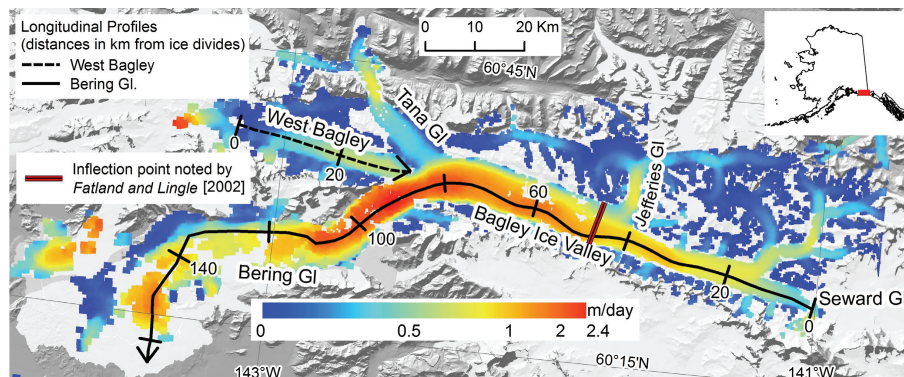 Longitudinal Profiles
(distances in km from ice divides)
West Bagley
Bering Gl.
0 10 20 Km
60°45'N
Tana Gl
West Bagley
0
20
Inflection point noted by
Fatland and Lingle [2002]
Jefferies Gl
60
Bagley Ice Valley
100
140
Bering Gl
20
Seward Gl
0
m/day
0 0.5 1 2 2.4
60°15'N
143°W
141°W